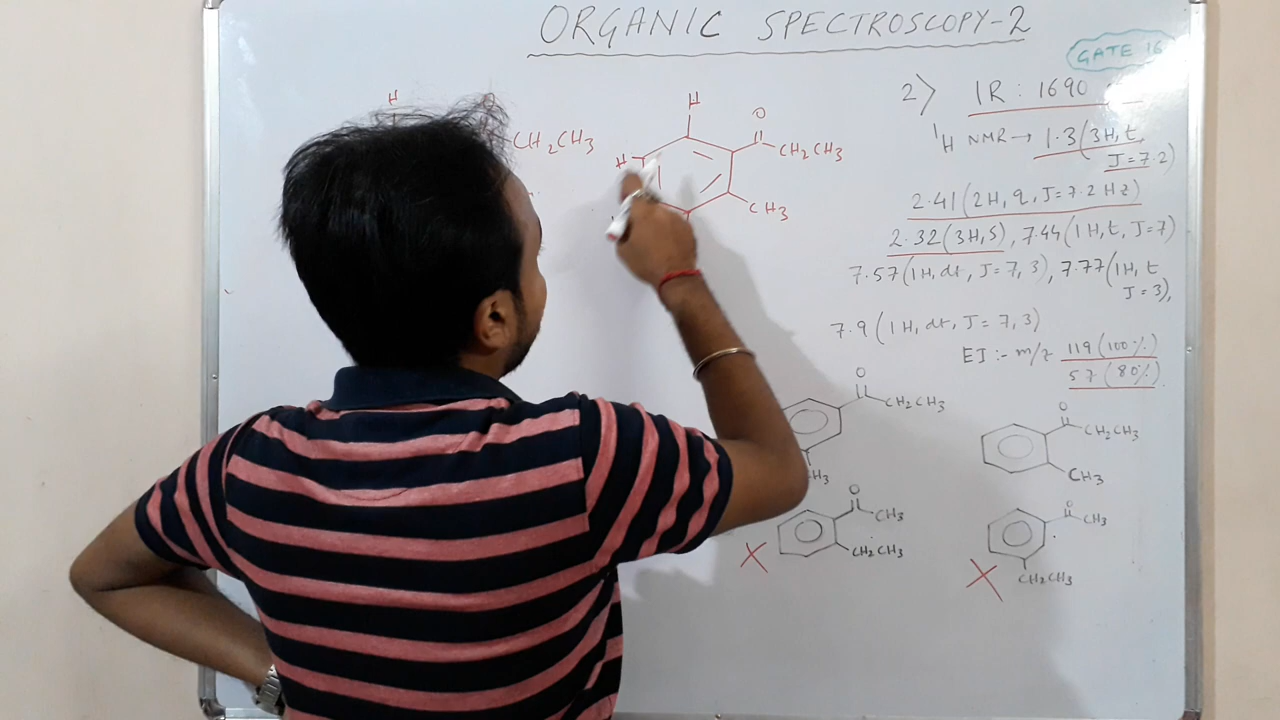 ORGANIC SPECTROSCOPY-2
GATE 16
2) IR : 1690
¹H NMR → 1.3 (3H, t,
J = 7.2)
2.41 (2H, q, J = 7.2 Hz)
2.32 (3H, s), 7.44 (1H, t, J = 7)
7.57 (1H, dt, J = 7, 3), 7.77 (1H, t
J = 3),
7.9 (1H, dt, J = 7, 3)
EI :- m/z 119 (100%)
57 (80%)
H
CH2CH3
H
O
H
CH2CH3
CH3
O
CH2CH3
CH3
O
CH2CH3
CH3
O
CH3
CH2CH3
X
O
CH3
CH2CH3
X